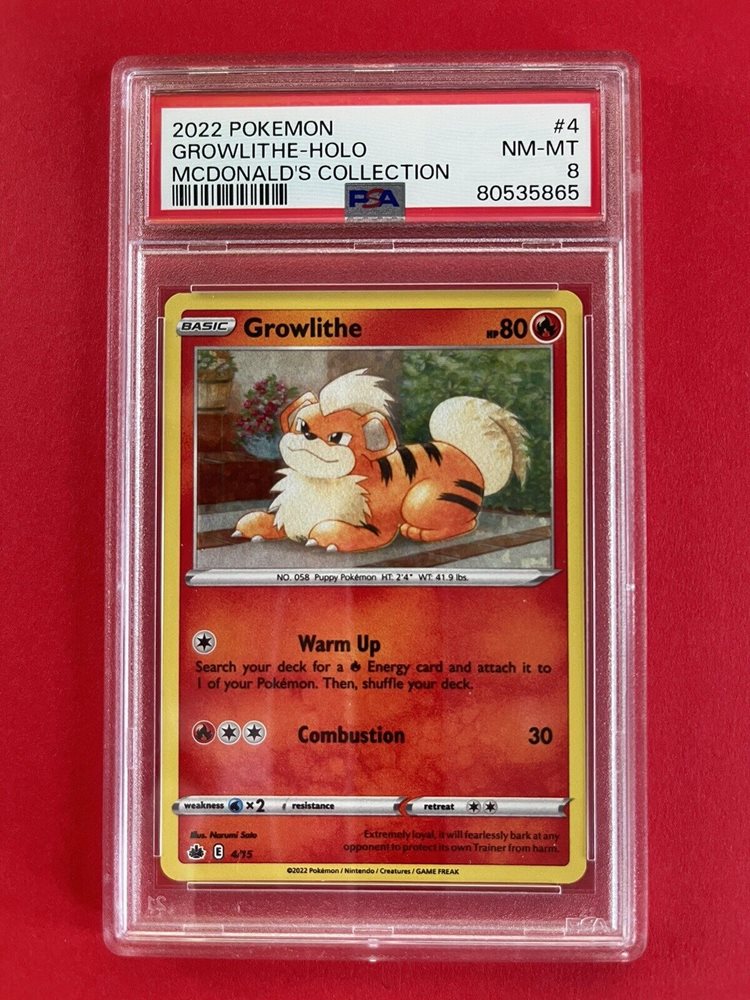 2022 POKEMON #4
GROWLITHE-HOLO NM-MT
MCDONALD'S COLLECTION 8
PSA 80535865
BASIC Growlithe HP 80
NO. 058 Puppy Pokémon HT: 2'4" WT: 41.9 lbs.
Warm Up
Search your deck for a Energy card and attach it to
1 of your Pokémon. Then, shuffle your deck.
Combustion 30
weakness ×2 resistance retreat
Illus. Narumi Sato
Extremely loyal, it will fearlessly bark at any
opponent to protect its own Trainer from harm.
E 4/15
©2022 Pokémon / Nintendo / Creatures / GAME FREAK